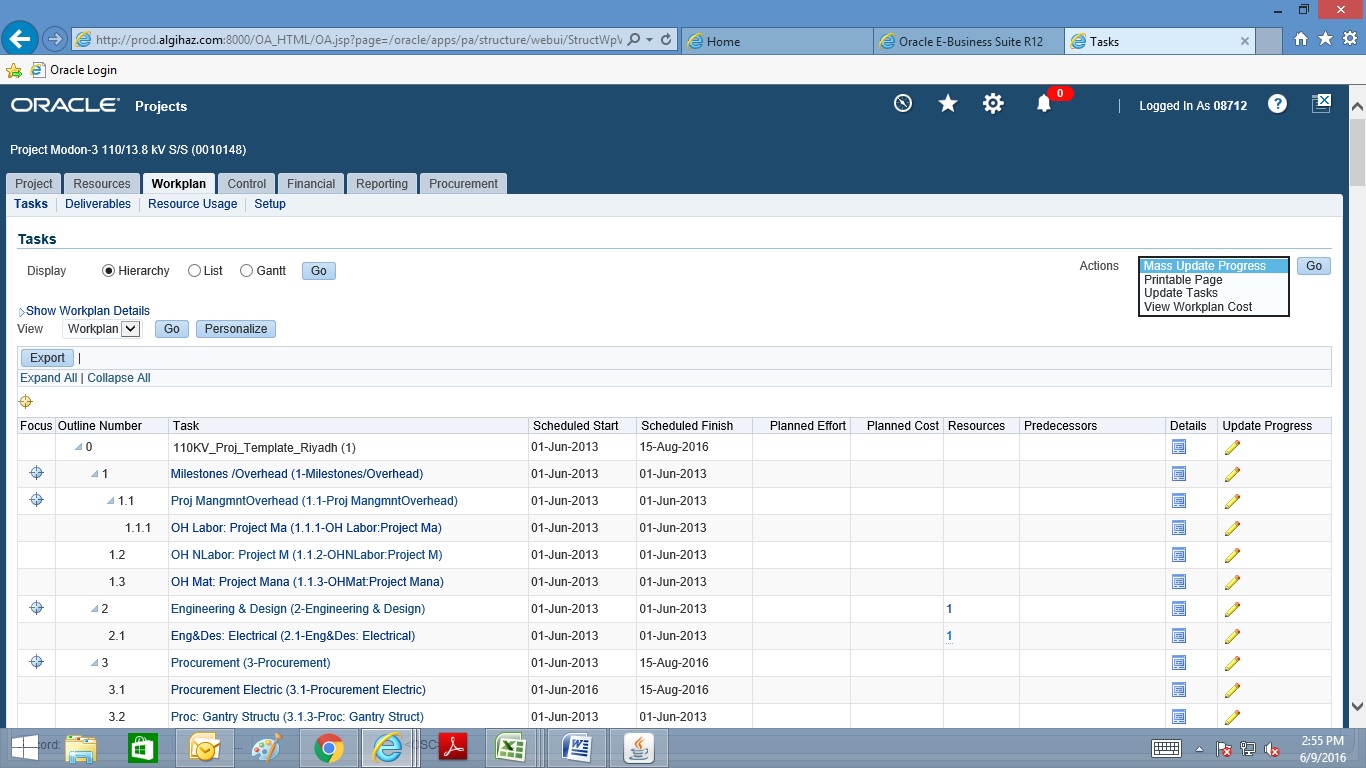 http://prod.algihaz.com:8000/OA_HTML/OA.jsp?page=/oracle/apps/pa/structure/webui/StructWpV
Home
Oracle E-Business Suite R12
Tasks
Oracle Login
ORACLE Projects
0
Logged In As 08712
Project Modon-3 110/13.8 kV S/S (0010148)
Project Resources Workplan Control Financial Reporting Procurement
Tasks Deliverables Resource Usage Setup
Tasks
Display Hierarchy List Gantt Go
Actions Mass Update Progress Go
Printable Page
Update Tasks
View Workplan Cost
Show Workplan Details
View Workplan Go Personalize
Export |
Expand All | Collapse All
Focus Outline Number Task Scheduled Start Scheduled Finish Planned Effort Planned Cost Resources Predecessors Details Update Progress
0 110KV_Proj_Template_Riyadh (1) 01-Jun-2013 15-Aug-2016
1 Milestones /Overhead (1-Milestones/Overhead) 01-Jun-2013 01-Jun-2013
1.1 Proj MangmntOverhead (1.1-Proj MangmntOverhead) 01-Jun-2013 01-Jun-2013
1.1.1 OH Labor: Project Ma (1.1.1-OH Labor:Project Ma) 01-Jun-2013 01-Jun-2013
1.2 OH NLabor: Project M (1.1.2-OHNLabor:Project M) 01-Jun-2013 01-Jun-2013
1.3 OH Mat: Project Mana (1.1.3-OHMat:Project Mana) 01-Jun-2013 01-Jun-2013
2 Engineering & Design (2-Engineering & Design) 01-Jun-2013 01-Jun-2013 1
2.1 Eng&Des: Electrical (2.1-Eng&Des: Electrical) 01-Jun-2013 01-Jun-2013 1
3 Procurement (3-Procurement) 01-Jun-2013 15-Aug-2016
3.1 Procurement Electric (3.1-Procurement Electric) 01-Jun-2016 15-Aug-2016
3.2 Proc: Gantry Structu (3.1.3-Proc: Gantry Struct) 01-Jun-2013 01-Jun-2013
2:55 PM
6/9/2016